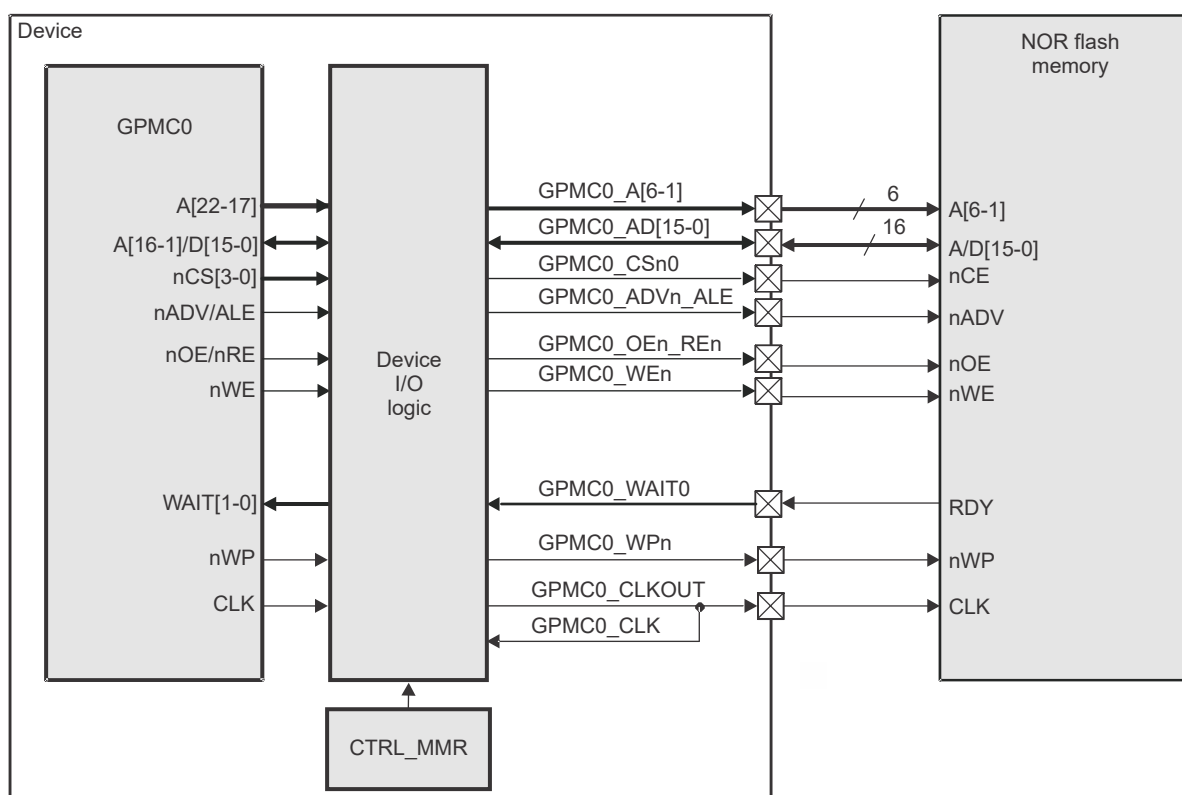 Device
NOR flash
memory
GPMC0
A[22-17]
A[16-1]/D[15-0]
nCS[3-0]
nADV/ALE
nOE/nRE
nWE
WAIT[1-0]
nWP
CLK
Device
I/O
logic
CTRL_MMR
GPMC0_A[6-1]
GPMC0_AD[15-0]
GPMC0_CSn0
GPMC0_ADVn_ALE
GPMC0_OEn_REn
GPMC0_WEn
GPMC0_WAIT0
GPMC0_WPn
GPMC0_CLKOUT
GPMC0_CLK
6
16
A[6-1]
A/D[15-0]
nCE
nADV
nOE
nWE
RDY
nWP
CLK